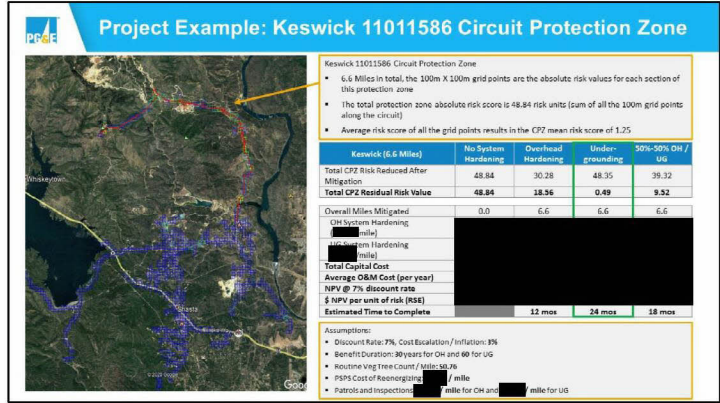 PG&E
Project Example: Keswick 11011586 Circuit Protection Zone
Keswick 11011586 Circuit Protection Zone
▪ 6.6 Miles in total, the 100m X 100m grid points are the absolute risk values for each section of
this protection zone
▪ The total protection zone absolute risk score is 48.84 risk units (sum of all the 100m grid points
along the circuit)
▪ Average risk score of all the grid points results in the CPZ mean risk score of 1.25
Keswick (6.6 Miles) No System Hardening Overhead Hardening Under-grounding 50%-50% OH / UG
Total CPZ Risk Reduced After Mitigation 48.84 30.28 48.35 39.32
Total CPZ Residual Risk Value 48.84 18.56 0.49 9.52
Overall Miles Mitigated 0.0 6.6 6.6 6.6
OH System Hardening
( mile)
UG System Hardening
/mile)
Total Capital Cost
Average O&M Cost (per year)
NPV @ 7% discount rate
$ NPV per unit of risk (RSE)
Estimated Time to Complete 12 mos 24 mos 18 mos
Assumptions:
▪ Discount Rate: 7%, Cost Escalation / Inflation: 3%
▪ Benefit Duration: 30 years for OH and 60 for UG
▪ Routine Veg Tree Count / Mile: 50.76
▪ PSPS Cost of Reenergizing / mile
▪ Patrols and Inspections / mile for OH and / mile for UG
Whiskeytown
Shasta
© 2020 Google
Goo